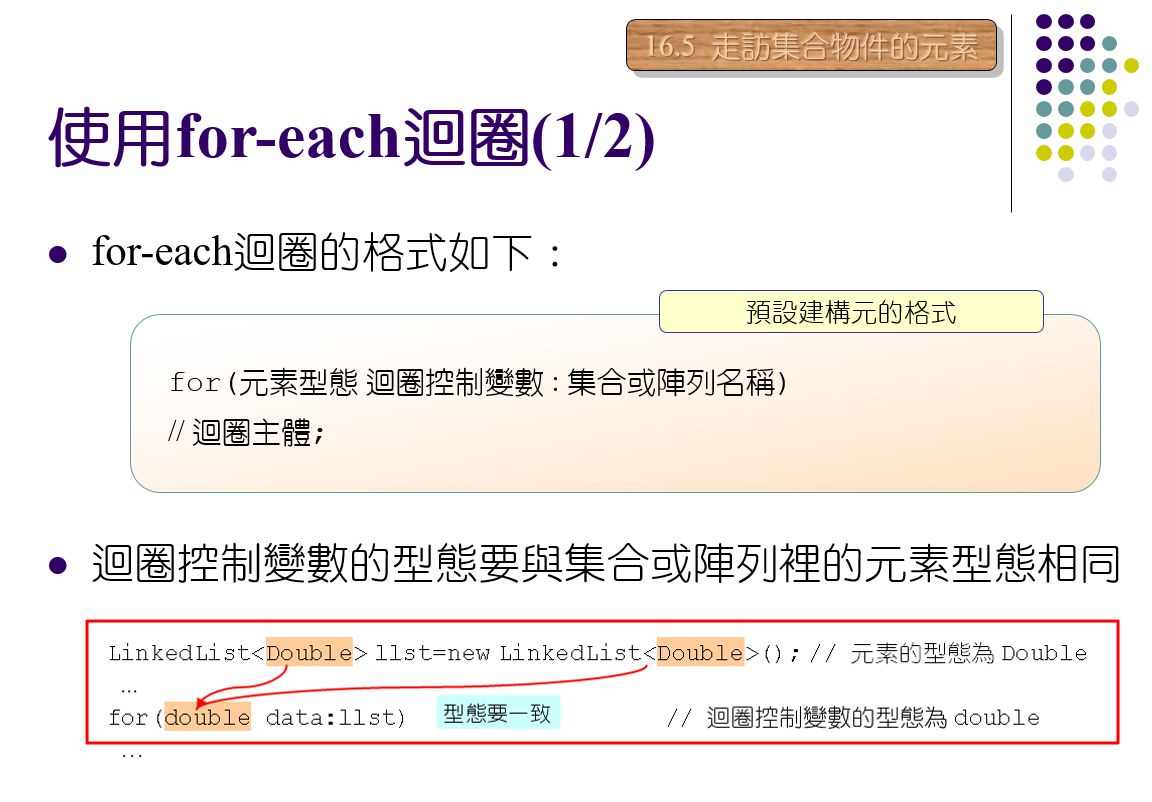 16.5 走訪集合物件的元素
使用for-each迴圈(1/2)
for-each迴圈的格式如下：
預設建構元的格式
for(元素型態 迴圈控制變數 : 集合或陣列名稱)
// 迴圈主體;
迴圈控制變數的型態要與集合或陣列裡的元素型態相同
LinkedList<Double> llst=new LinkedList<Double>(); // 元素的型態為 Double
...
for(double data:llst) 型態要一致 // 迴圈控制變數的型態為 double
...